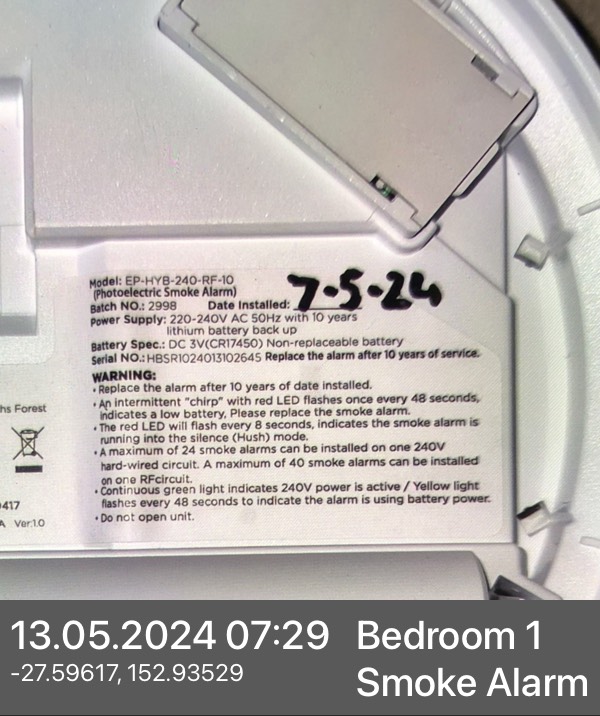 Model: EP-HYB-240-RF-10
(Photoelectric Smoke Alarm)
Batch NO.: 2998 Date Installed: 7-5-24
Power Supply: 220-240V AC 50Hz with 10 years
lithium battery back up
Battery Spec.: DC 3V(CR17450) Non-replaceable battery
Serial NO.: HBSR1024013102645 Replace the alarm after 10 years of service.
WARNING:
• Replace the alarm after 10 years of date installed.
• An intermittent "chirp" with red LED flashes once every 48 seconds,
indicates a low battery, Please replace the smoke alarm.
• The red LED will flash every 8 seconds, indicates the smoke alarm is
running into the silence (Hush) mode.
• A maximum of 24 smoke alarms can be installed on one 240V
hard-wired circuit. A maximum of 40 smoke alarms can be installed
on one RFcircuit.
• Continuous green light indicates 240V power is active / Yellow light
flashes every 48 seconds to indicate the alarm is using battery power.
• Do not open unit.
Forest
Ver:1.0
13.05.2024 07:29
-27.59617, 152.93529
Bedroom 1
Smoke Alarm